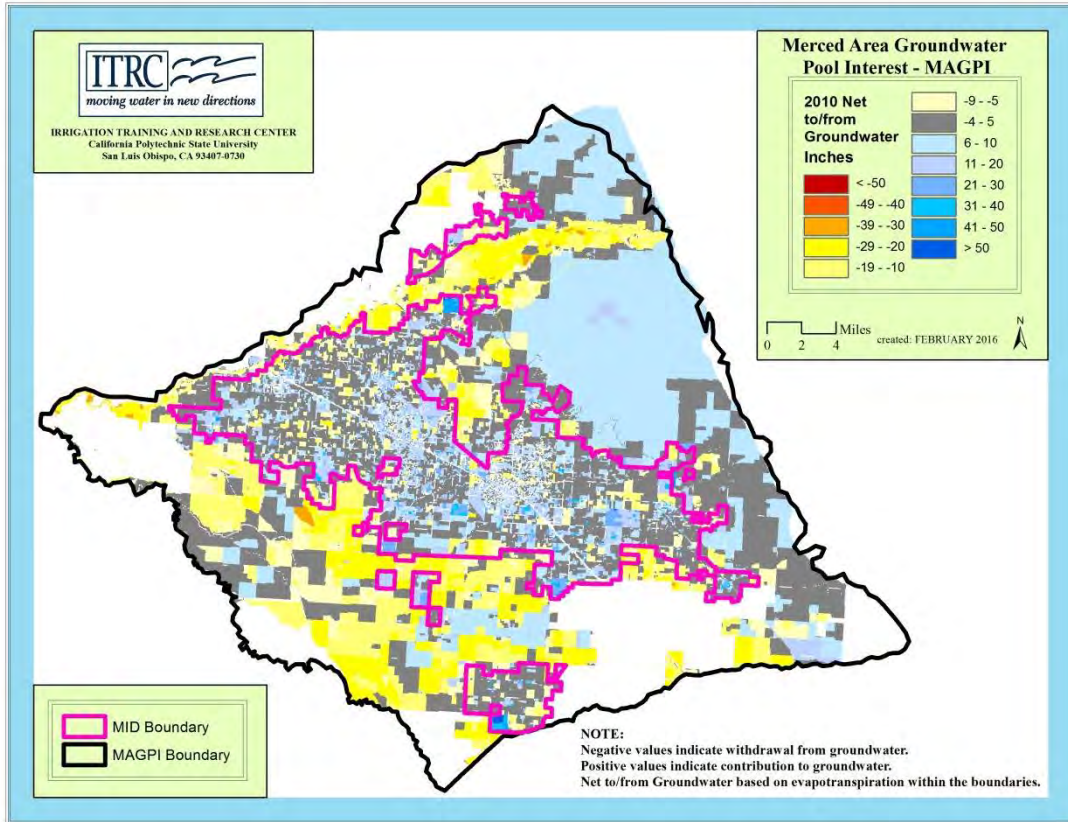 ITRC
moving water in new directions
IRRIGATION TRAINING AND RESEARCH CENTER
California Polytechnic State University
San Luis Obispo, CA 93407-0730
Merced Area Groundwater
Pool Interest - MAGPI
2010 Net
to/from
Groundwater
Inches
< -50
-49 - -40
-39 - -30
-29 - -20
-19 - -10
-9 - -5
-4 - 5
6 - 10
11 - 20
21 - 30
31 - 40
41 - 50
> 50
Miles
0 2 4
created: FEBRUARY 2016
N
MID Boundary
MAGPI Boundary
NOTE:
Negative values indicate withdrawal from groundwater.
Positive values indicate contribution to groundwater.
Net to/from Groundwater based on evapotranspiration within the boundaries.